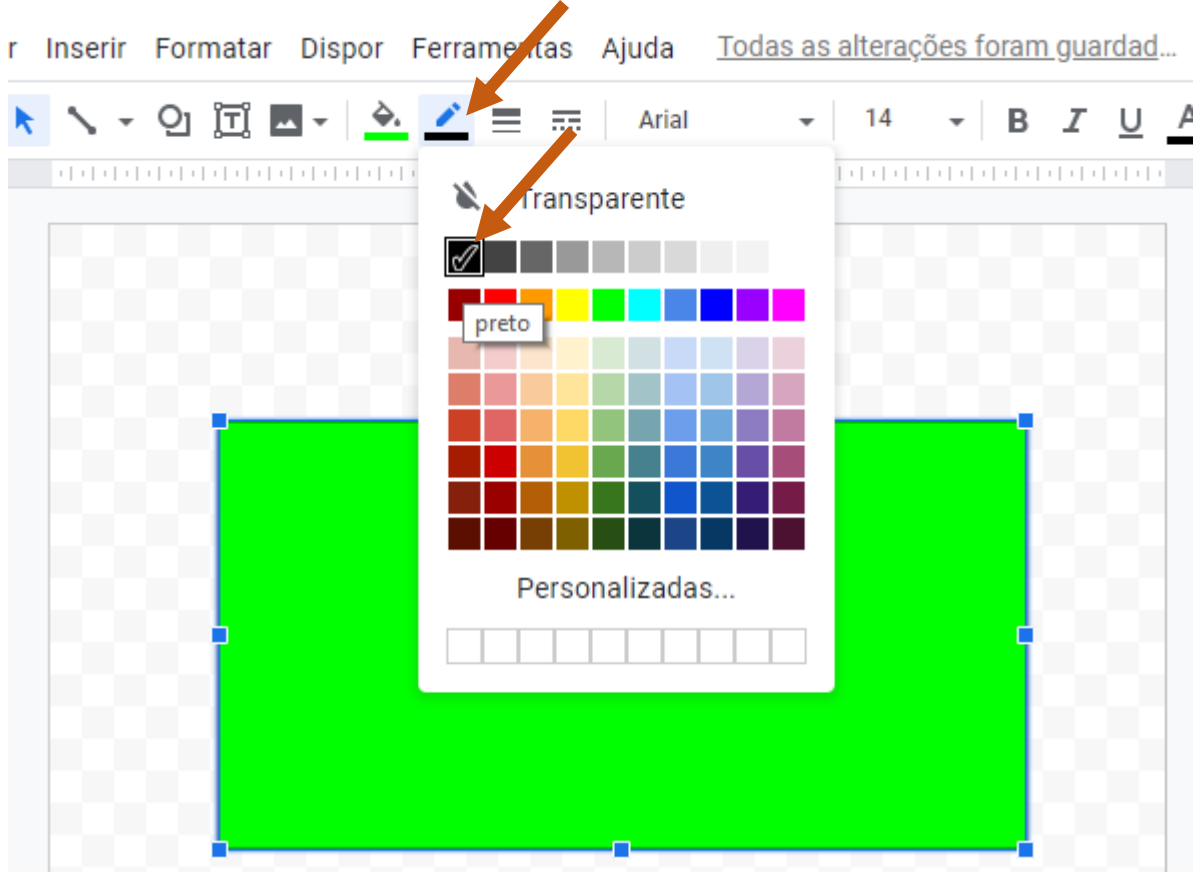 r Inserir Formatar Dispor Ferramentas Ajuda Todas as alterações foram guardad...
Arial 14 B I U A
Transparente
preto
Personalizadas...